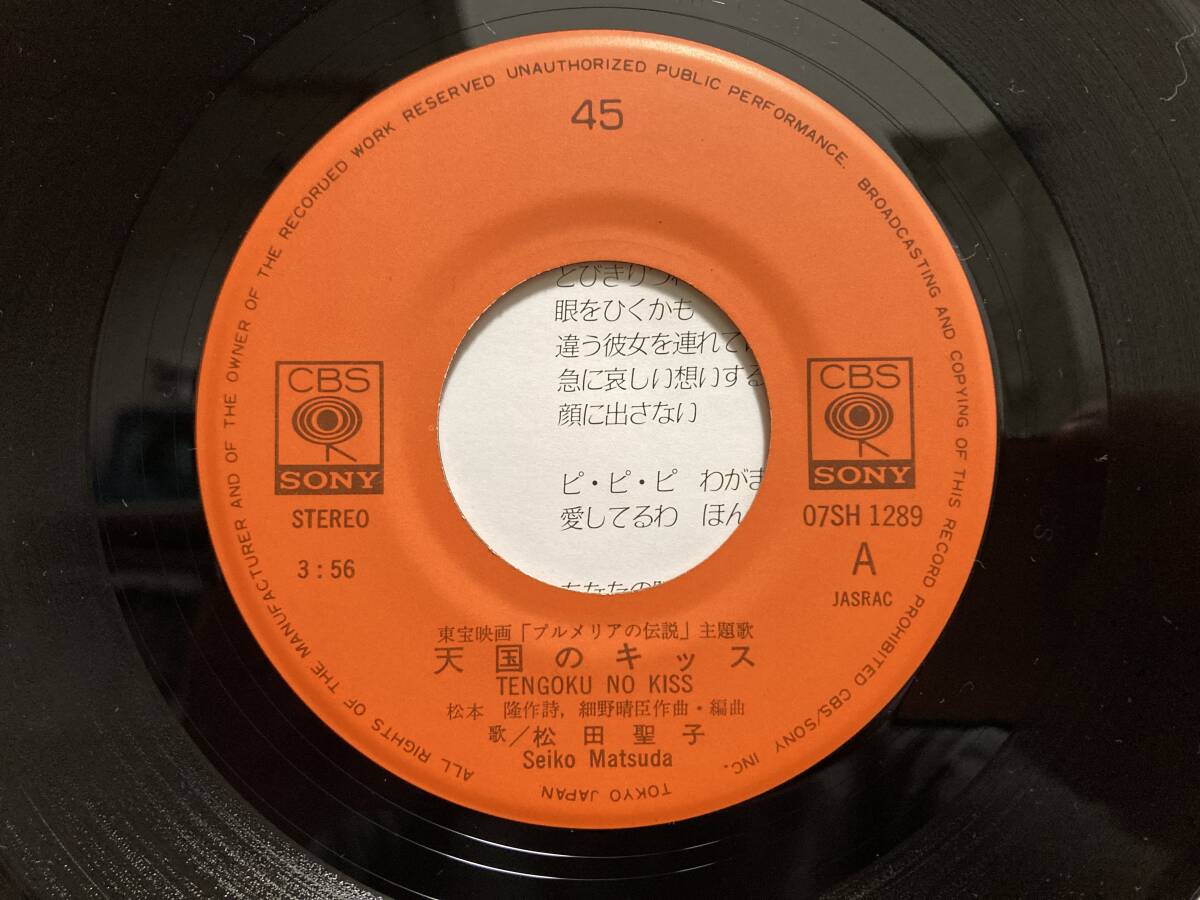 ALL RIGHTS OF THE MANUFACTURER AND OF THE OWNER OF THE RECORDED WORK RESERVED UNAUTHORIZED PUBLIC PERFORMANCE. BROADCASTING AND COPYING OF THIS RECORD PROHIBITED CBS/SONY INC.
TOKYO JAPAN
45
眼をひくかも
違う彼女を連れて
急に哀しい想いする
顔に出さない
ピ・ピ・ピ わがま
愛してるわ ほん
CBS
SONY
STEREO
3:56
CBS
SONY
07SH 1289
A
JASRAC
東宝映画「プルメリアの伝説」主題歌
天国のキッス
TENGOKU NO KISS
松本 隆作詩, 細野晴臣作曲・編曲
歌/松田聖子
Seiko Matsuda